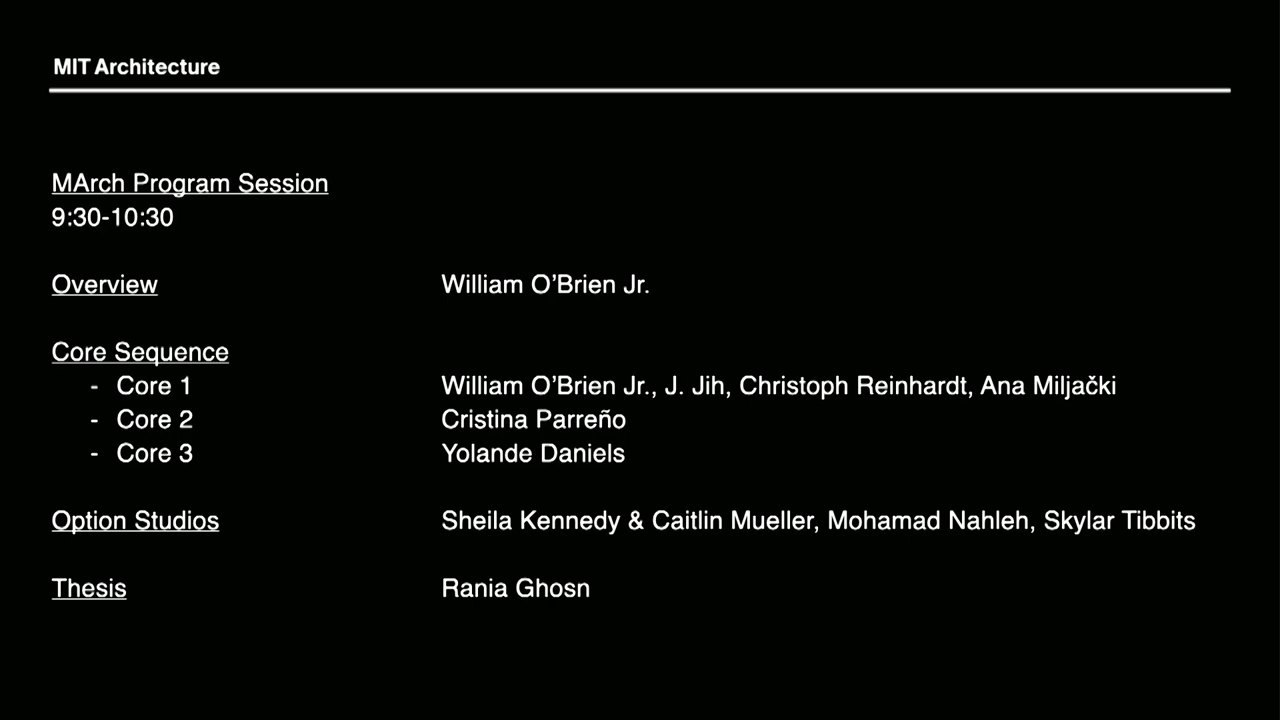 MIT Architecture
MArch Program Session
9:30-10:30
Overview William O’Brien Jr.
Core Sequence
- Core 1 William O’Brien Jr., J. Jih, Christoph Reinhardt, Ana Miljački
- Core 2 Cristina Parreño
- Core 3 Yolande Daniels
Option Studios Sheila Kennedy & Caitlin Mueller, Mohamad Nahleh, Skylar Tibbits
Thesis Rania Ghosn